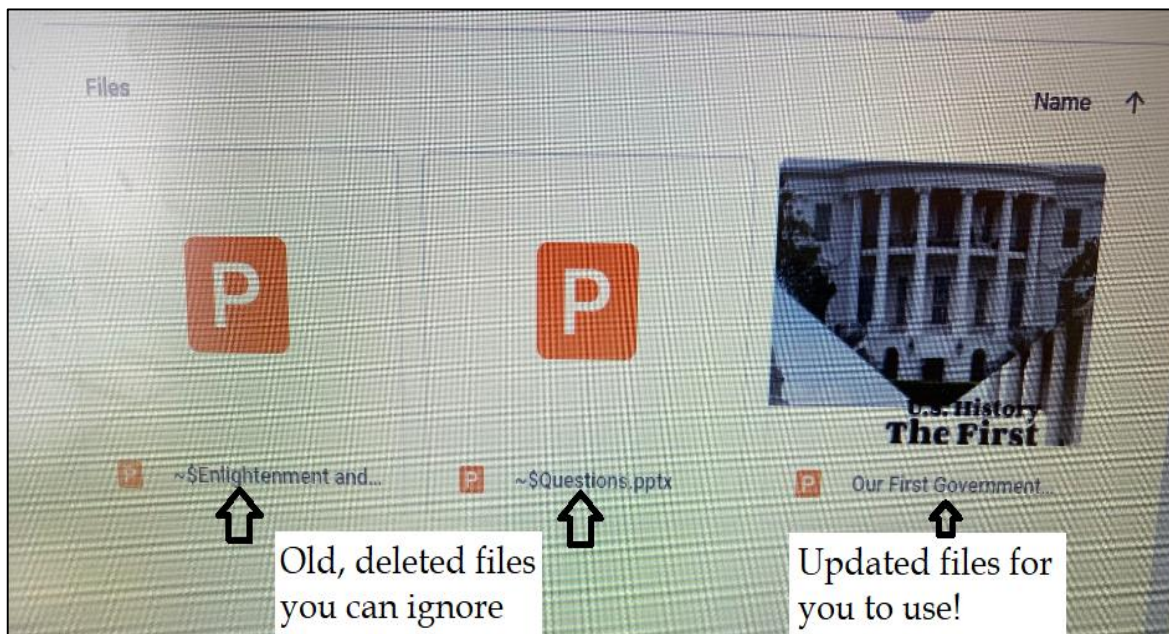 Files
Name ↑
P
P
U.S. History
The First
~$Enlightenment and...
~$Questions.pptx
Our First Government...
Old, deleted files
you can ignore
Updated files for
you to use!